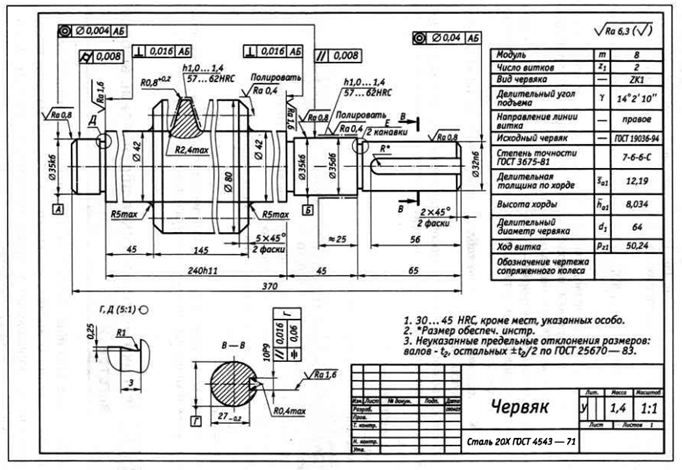 ◎ Ø 0,004 АБ
0,008
⊥ 0,016 АБ
⊥ 0,016 АБ
// 0,008
◎ Ø 0,04 АБ
√Ra 6,3 (√)
R0,8+0,2
h1,0...1,4
57...62HRC
Полировать
Ra 0,4
h1,0...1,4
57...62HRC
Полировать
Ra 0,4
Е
2 канавки
Ra 0,8
Ra 1,6
Д
Ra 1,6
Ra 0,8
Ra 0,8
В
В
R*
R2,4max
Ø 35k6
Ø 42
Ø 80
Ø 42
Ø 35k6
Ø 35d6
Ø 32n6
А
Б
R5max
R5max
5×45°
2 фаски
2×45°
2 фаски
≈25
56
45
145
240h11
45
65
370
Модуль m 8
Число витков z1 2
Вид червяка — ZK1
Делительный угол подъема γ 14°2'10"
Направление линии витка — правое
Исходный червяк — ГОСТ 19036-94
Степень точности ГОСТ 3675-81 7-6-6-С
Делительная толщина по хорде s̄a1 12,19
Высота хорды h̄a1 8,034
Делительный диаметр червяка d1 64
Ход витка pz1 50,24
Обозначение чертежа сопряженного колеса
Г, Д (5:1)
0,25
R1
3
В — В
10P9
// 0,016 Г
0,06
Ra 1,6
R0,4max
27-0,2
Г
1. 30...45 HRC, кроме мест, указанных особо.
2. *Размер обеспеч. инстр.
3. Неуказанные предельные отклонения размеров:
валов - t2, остальных ±t2/2 по ГОСТ 25670 — 83.
Изм. Лист № докум. Подп. Дата
Разраб.
Пров.
Т. контр.
Н. контр.
Утв.
Червяк
Сталь 20Х ГОСТ 4543 — 71
Лит. Масса Масштаб
У 1,4 1:1
Лист Листов 1